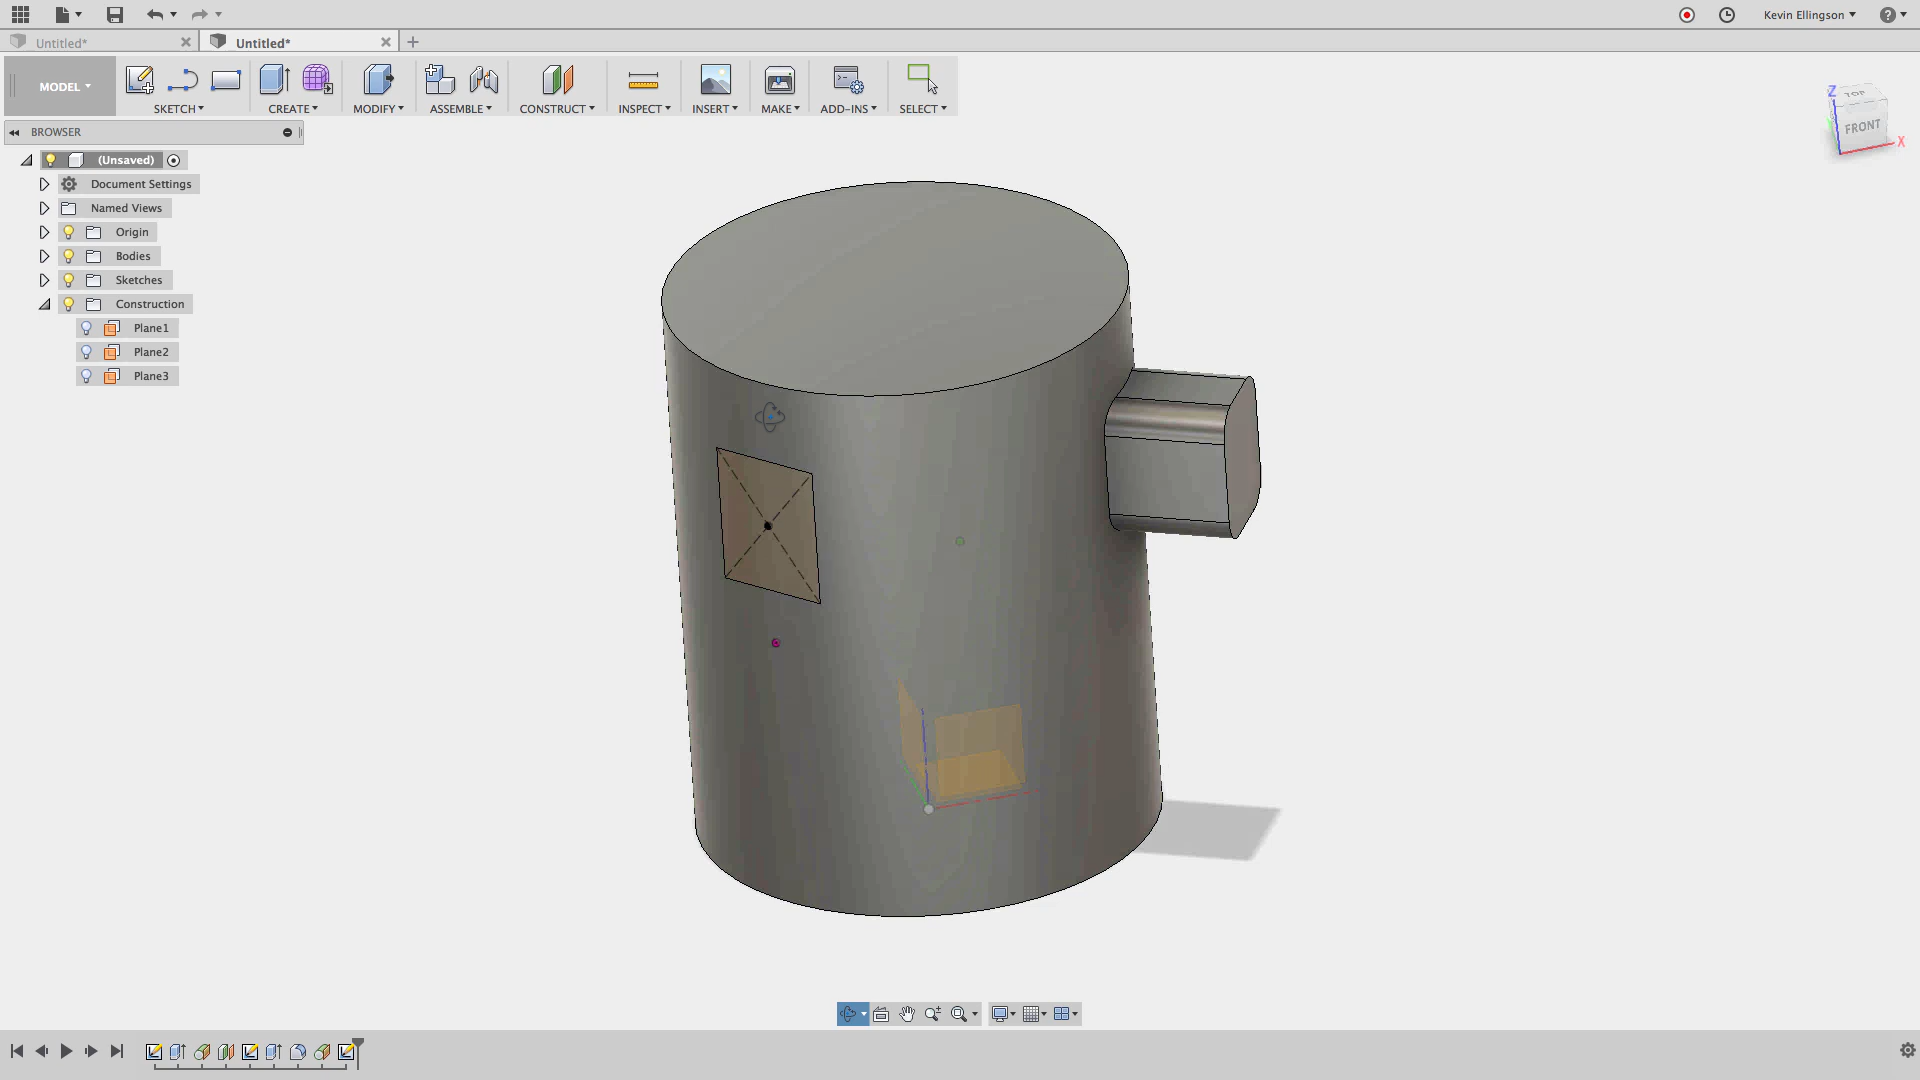 Kevin Ellingson
?
Untitled*
Untitled*
MODEL
SKETCH
CREATE
MODIFY
ASSEMBLE
CONSTRUCT
INSPECT
INSERT
MAKE
ADD-INS
SELECT
BROWSER
(Unsaved)
Document Settings
Named Views
Origin
Bodies
Sketches
Construction
Plane1
Plane2
Plane3
Z
TOP
FRONT
X